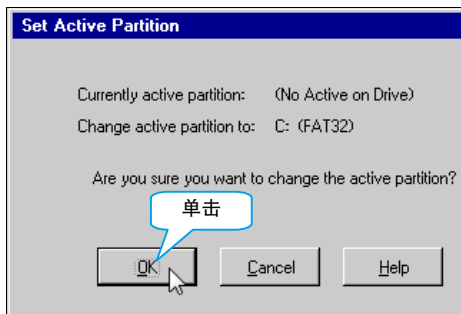 Set Active Partition
Currently active partition: (No Active on Drive)
Change active partition to: C: (FAT32)
Are you sure you want to change the active partition?
单击
OK Cancel Help